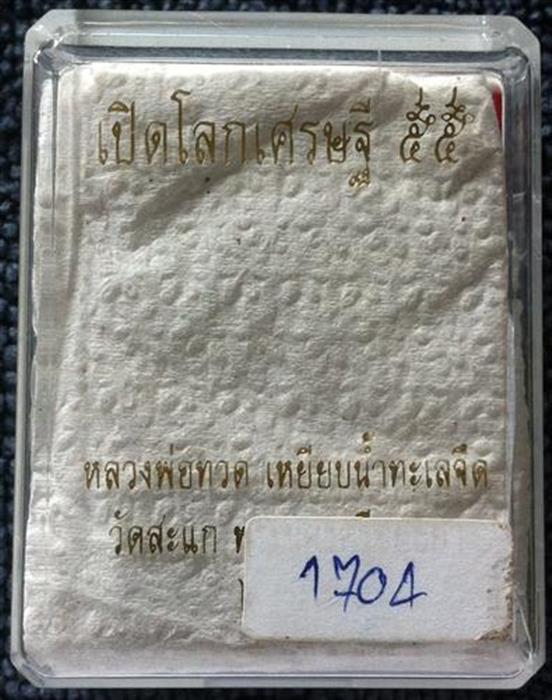 เปิดโลกเศรษฐี ๕๕
หลวงพ่อทวด เหยียบน้ำทะเลจืด
วัดสะแก
1704